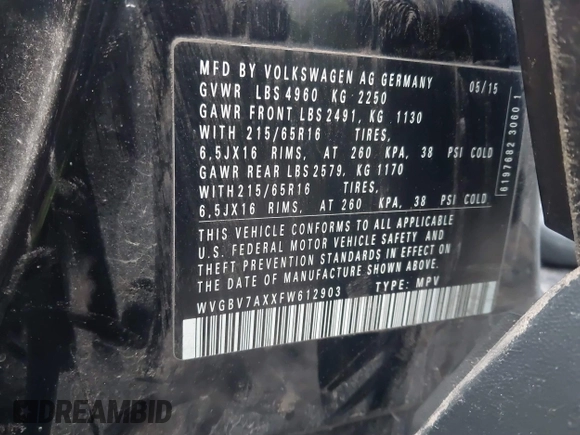 MFD BY VOLKSWAGEN AG GERMANY 05/15
GVWR LBS 4960 KG 2250
GAWR FRONT LBS 2491, KG 1130
WITH 215/65R16 TIRES,
6,5JX16 RIMS, AT 260 KPA, 38 PSI COLD
GAWR REAR LBS 2579, KG 1170
WITH 215/65R16 TIRES,
6,5JX16 RIMS, AT 260 KPA, 38 PSI COLD
THIS VEHICLE CONFORMS TO ALL APPLICABLE
U.S. FEDERAL MOTOR VEHICLE SAFETY AND
THEFT PREVENTION STANDARDS IN EFFECT ON
THE DATE OF MANUFACTURE SHOWN ABOVE.
WVGBV7AXXFW612903 TYPE: MPV
6197682 30601
DREAMBID